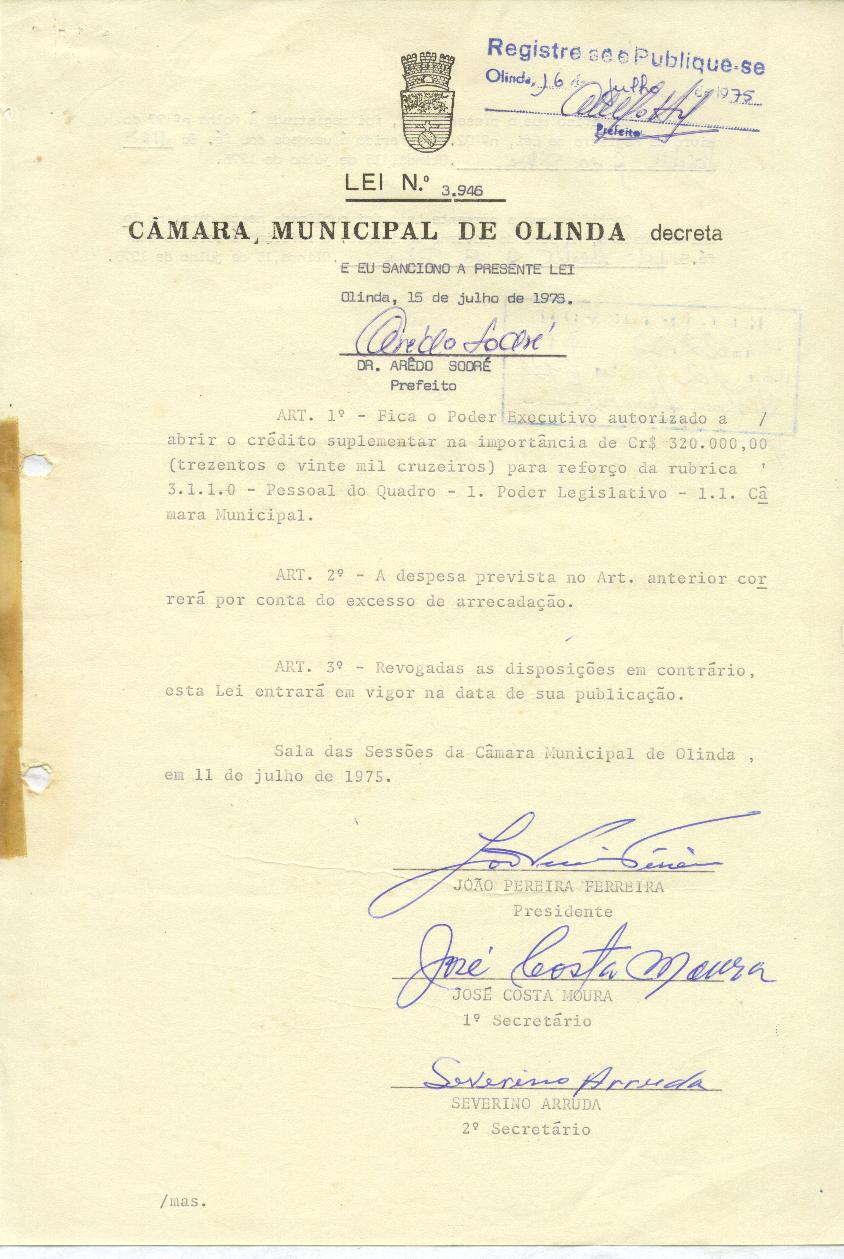 Registre-se e Publique-se
Olinda, 16 de julho de 1975
Prefeito
LEI N.º 3.946
CÂMARA MUNICIPAL DE OLINDA decreta
E EU SANCIONO A PRESENTE LEI
Olinda, 15 de julho de 1975.
Arêdo Sodré
DR. ARÊDO SODRÉ
Prefeito
ART. 1º - Fica o Poder Executivo autorizado a /
abrir o crédito suplementar na importância de Cr$ 320.000,00
(trezentos e vinte mil cruzeiros) para reforço da rubrica '
3.1.1.0 - Pessoal do Quadro - 1. Poder Legislativo - 1.1. Câ
mara Municipal.
ART. 2º - A despesa prevista no Art. anterior cor
rerá por conta do excesso de arrecadação.
ART. 3º - Revogadas as disposições em contrário,
esta Lei entrará em vigor na data de sua publicação.
Sala das Sessões da Câmara Municipal de Olinda ,
em 11 de julho de 1975.
JOÃO PEREIRA FERREIRA
Presidente
José Costa Moura
JOSÉ COSTA MOURA
1º Secretário
Severino Arruda
SEVERINO ARRUDA
2º Secretário
/mas.